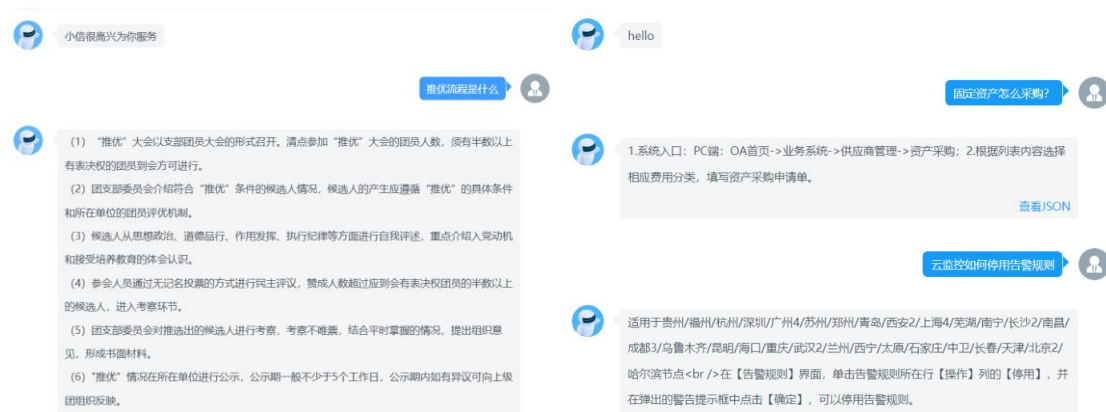 小信很高兴为你服务
推优流程是什么
(1) “推优”大会以支部团员大会的形式召开。清点参加“推优”大会的团员人数，须有半数以上
有表决权的团员到会方可进行。
(2) 团支部委员会介绍符合“推优”条件的候选人情况，候选人的产生应遵循“推优”的具体条件
和所在单位的团员评优机制。
(3) 候选人从思想政治、道德品行、作用发挥、执行纪律等方面进行自我评述，重点介绍入党动机
和接受培养教育的体会认识。
(4) 参会人员通过无记名投票的方式进行民主评议，赞成人数超过应到会有表决权团员的半数以上
的候选人，进入考察环节。
(5) 团支部委员会对推选出的候选人进行考察，考察不唯票，结合平时掌握的情况，提出组织意
见，形成书面材料。
(6) "推优”情况在所在单位进行公示，公示期一般不少于5个工作日，公示期内如有异议可向上级
团组织反映。
hello
固定资产怎么采购？
1.系统入口：PC端：OA首页->业务系统->供应商管理->资产采购；2.根据列表内容选择
相应费用分类，填写资产采购申请单。
查看JSON
云监控如何停用告警规则
适用于贵州/福州/杭州/深圳/广州4/苏州/郑州/青岛/西安2/上海4/芜湖/南宁/长沙2/南昌/
成都3/乌鲁木齐/昆明/海口/重庆/武汉2/兰州/西宁/太原/石家庄/中卫/长春/天津/北京2/
哈尔滨节点<br />在【告警规则】界面，单击告警规则所在行【操作】列的【停用】，并
在弹出的警告提示框中点击【确定】，可以停用告警规则。